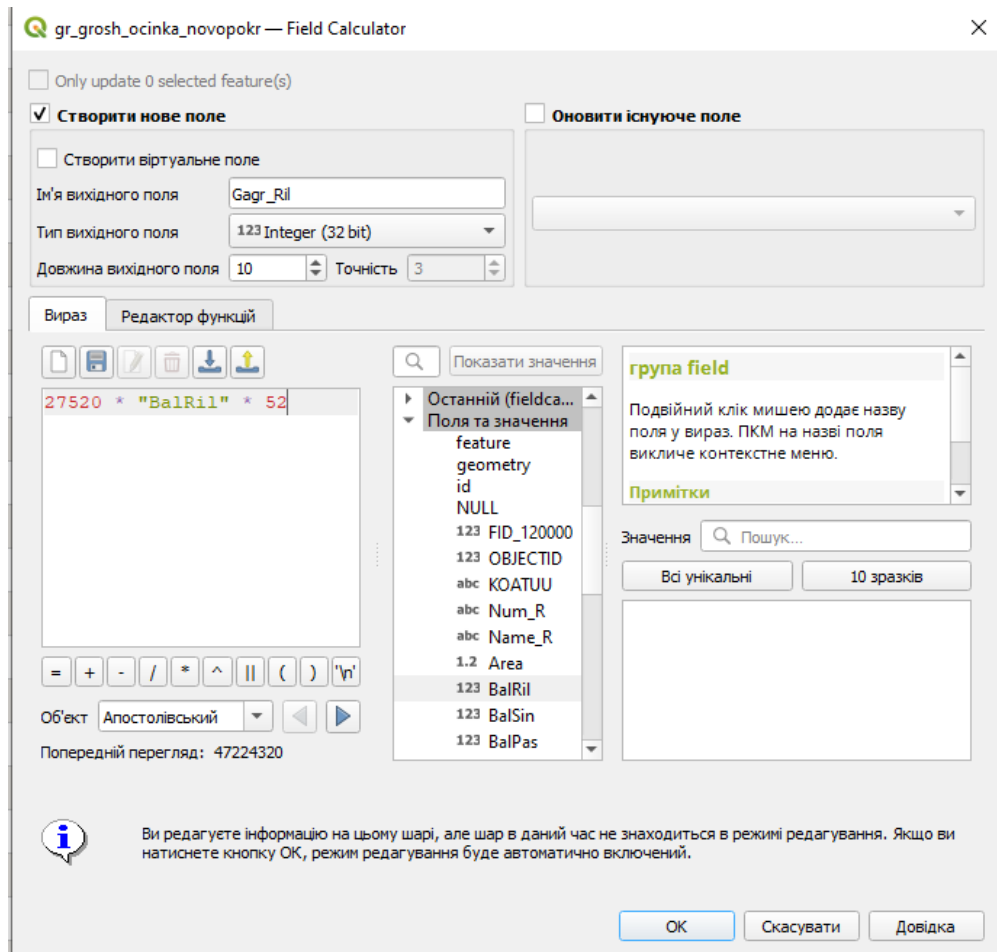 gr_grosh_ocinka_novopokr — Field Calculator
Only update 0 selected feature(s)
Створити нове поле
Оновити існуюче поле
Створити віртуальне поле
Ім'я вихідного поля Gagr_Ril
Тип вихідного поля 123 Integer (32 bit)
Довжина вихідного поля 10 Точність 3
Вираз Редактор функцій
27520 * "BalRil" * 52
= + - / * ^ || ( ) '\n'
Об'єкт Апостолівський
Попередній перегляд: 47224320
Показати значення
Останній (fieldca...
Поля та значення
feature
geometry
id
NULL
123 FID_120000
123 OBJECTID
abc KOATUU
abc Num_R
abc Name_R
1.2 Area
123 BalRil
123 BalSin
123 BalPas
група field
Подвійний клік мишею додає назву
поля у вираз. ПКМ на назві поля
викличе контекстне меню.
Примітки
Значення Пошук...
Всі унікальні 10 зразків
Ви редагуєте інформацію на цьому шарі, але шар в даний час не знаходиться в режимі редагування. Якщо ви
натиснете кнопку ОК, режим редагування буде автоматично включений.
ОК Скасувати Довідка